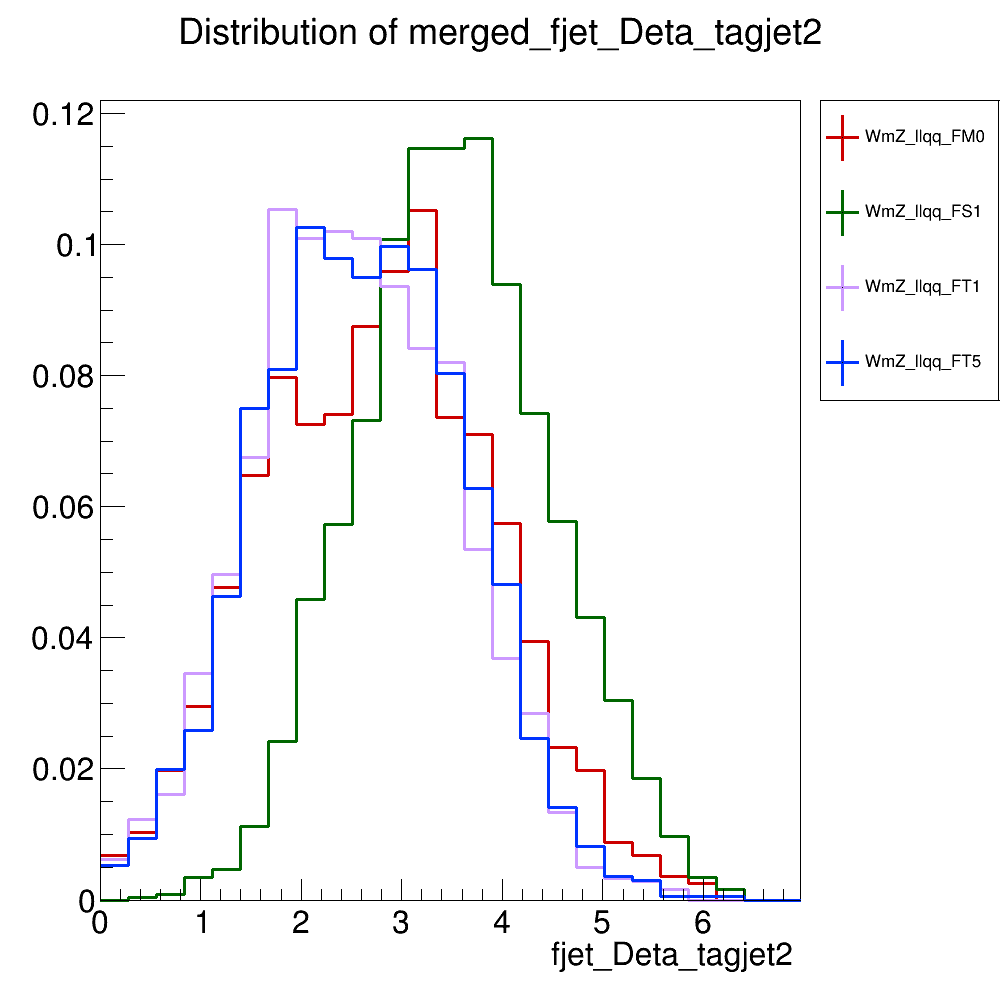 Distribution of merged_fjet_Deta_tagjet2
0.12
0.1
0.08
0.06
0.04
0.02
0
0 1 2 3 4 5 6
fjet_Deta_tagjet2
WmZ_llqq_FM0
WmZ_llqq_FS1
WmZ_llqq_FT1
WmZ_llqq_FT5